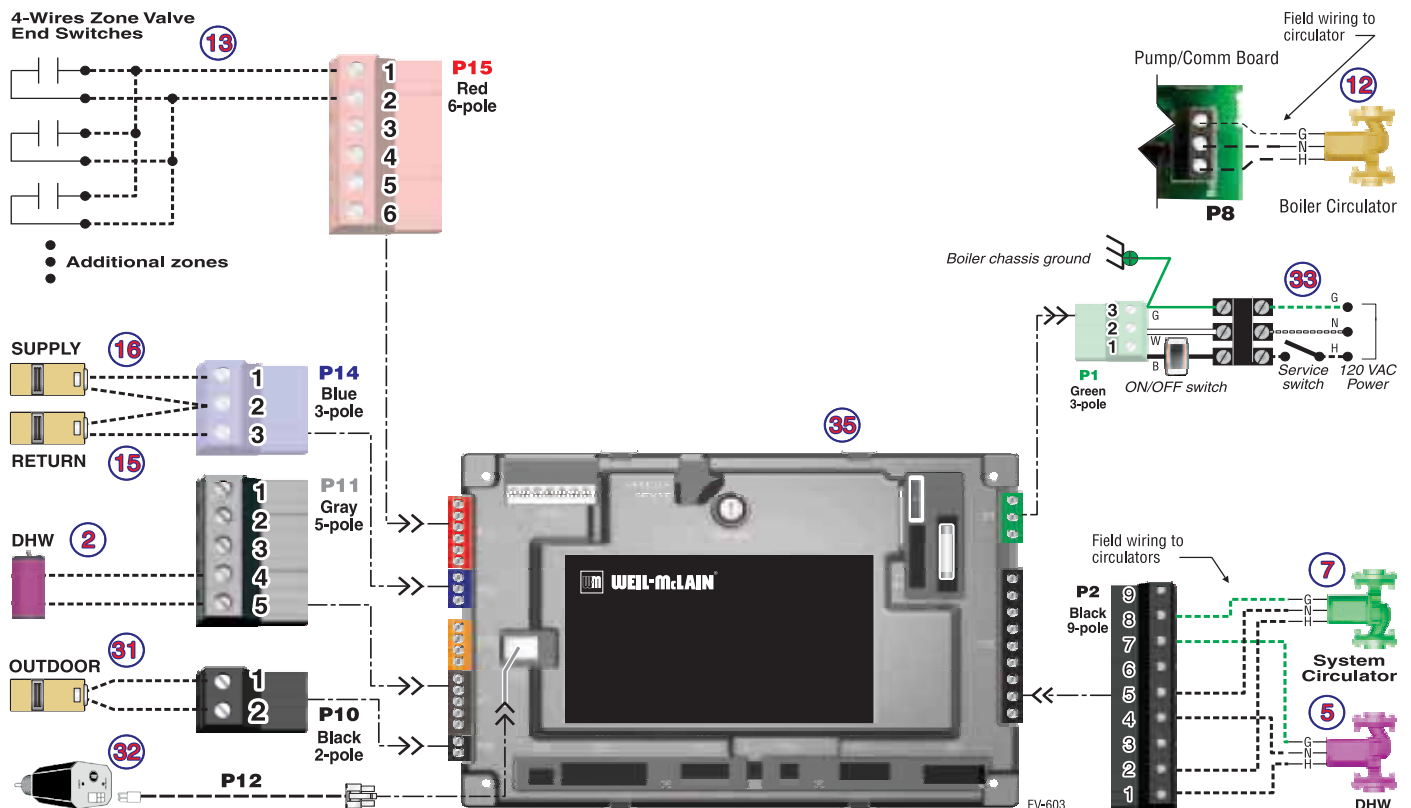 4-Wires Zone Valve
End Switches
13
1
2
3
4
5
6
P15
Red
6-pole
Additional zones
Field wiring to
circulator
Pump/Comm Board
12
G
N
H
P8
Boiler Circulator
Boiler chassis ground
33
3
2
1
G
W
B
G
N
H
P1
Green
3-pole
ON/OFF switch
Service
switch
120 VAC
Power
SUPPLY
16
1
2
3
P14
Blue
3-pole
RETURN
15
35
P11
Gray
5-pole
1
2
3
4
5
DHW
2
WM WEIL-McLAIN®
OUTDOOR
31
1
2
P10
Black
2-pole
32
P12
Field wiring to
circulators
P2
Black
9-pole
9
8
7
6
5
4
3
2
1
7
G
N
H
System
Circulator
5
G
N
H
DHW
EV-603